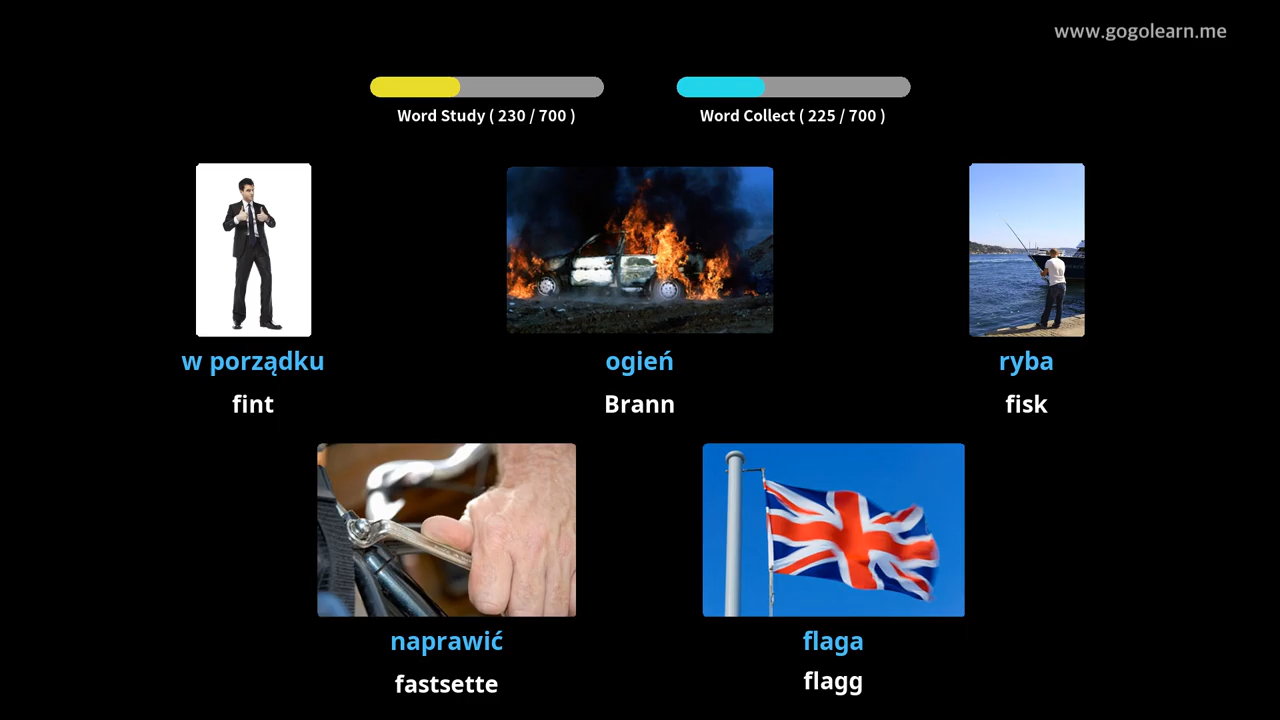 www.gogolearn.me
Word Study ( 230 / 700 )
Word Collect ( 225 / 700 )
w porządku
fint
ogień
Brann
ryba
fisk
naprawić
fastsette
flaga
flagg